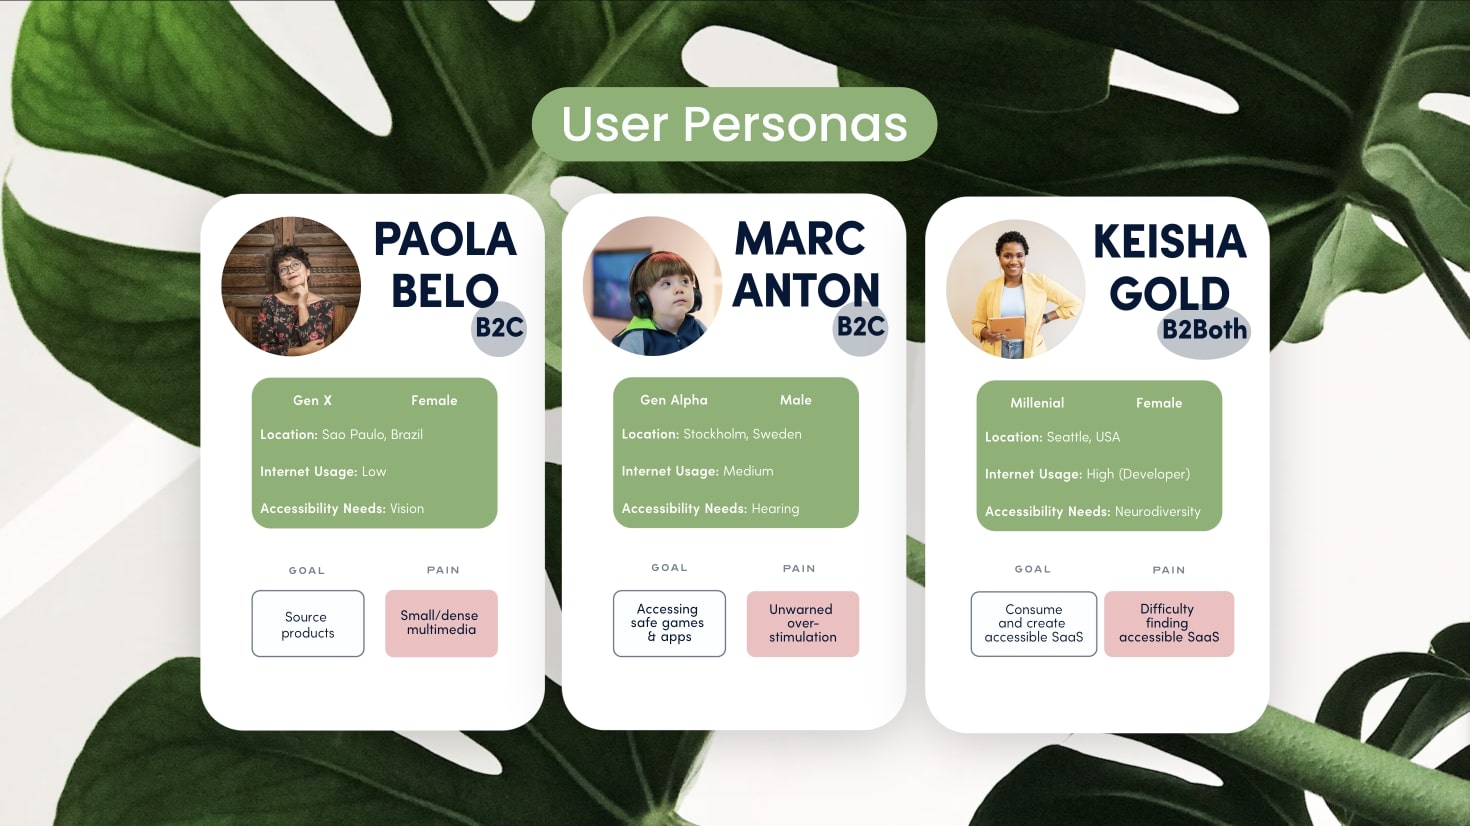 User Personas
PAOLA
BELO
B2C
Gen X Female
Location: Sao Paulo, Brazil
Internet Usage: Low
Accessibility Needs: Vision
GOAL PAIN
Source
products
Small/dense
multimedia
MARC
ANTON
B2C
Gen Alpha Male
Location: Stockholm, Sweden
Internet Usage: Medium
Accessibility Needs: Hearing
GOAL PAIN
Accessing
safe games
& apps
Unwarned
over-
stimulation
KEISHA
GOLD
B2Both
Millenial Female
Location: Seattle, USA
Internet Usage: High (Developer)
Accessibility Needs: Neurodiversity
GOAL PAIN
Consume
and create
accessible SaaS
Difficulty
finding
accessible SaaS